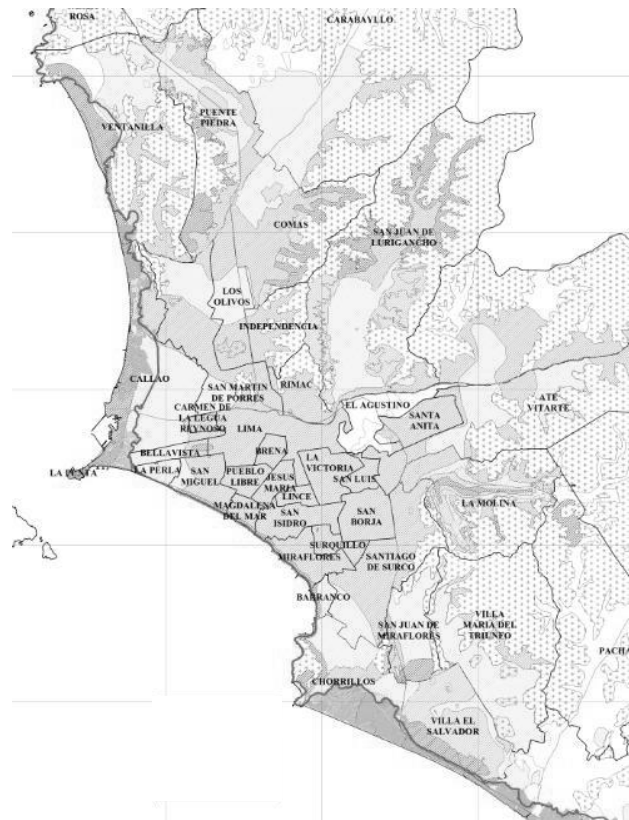 e
ROSA
CARABAYLLO
PUENTE
PIEDRA
VENTANILLA
COMAS
SAN JUAN DE
LURIGANCHO
LOS
OLIVOS
INDEPENDENCIA
CALLAO
SAN MARTIN
DE PORRES
RIMAC
ATE
VITARTE
EL AGUSTINO
CARMEN DE
LA LEGUA
REYNOSO
SANTA
ANITA
LIMA
BELLAVISTA
BRENA
LA
VICTORIA
LA PUNTA
LA PERLA
SAN
MIGUEL
PUEBLO
LIBRE
JESUS
MARIA
SAN LUIS
LINCE
LA MOLINA
MAGDALENA
DEL MAR
SAN
ISIDRO
SAN
BORJA
SURQUILLO
MIRAFLORES
SANTIAGO
DE SURCO
BARRANCO
SAN JUAN DE
MIRAFLORES
VILLA
MARIA DEL
TRIUNFO
PACHA
CHORRILLOS
VILLA EL
SALVADOR